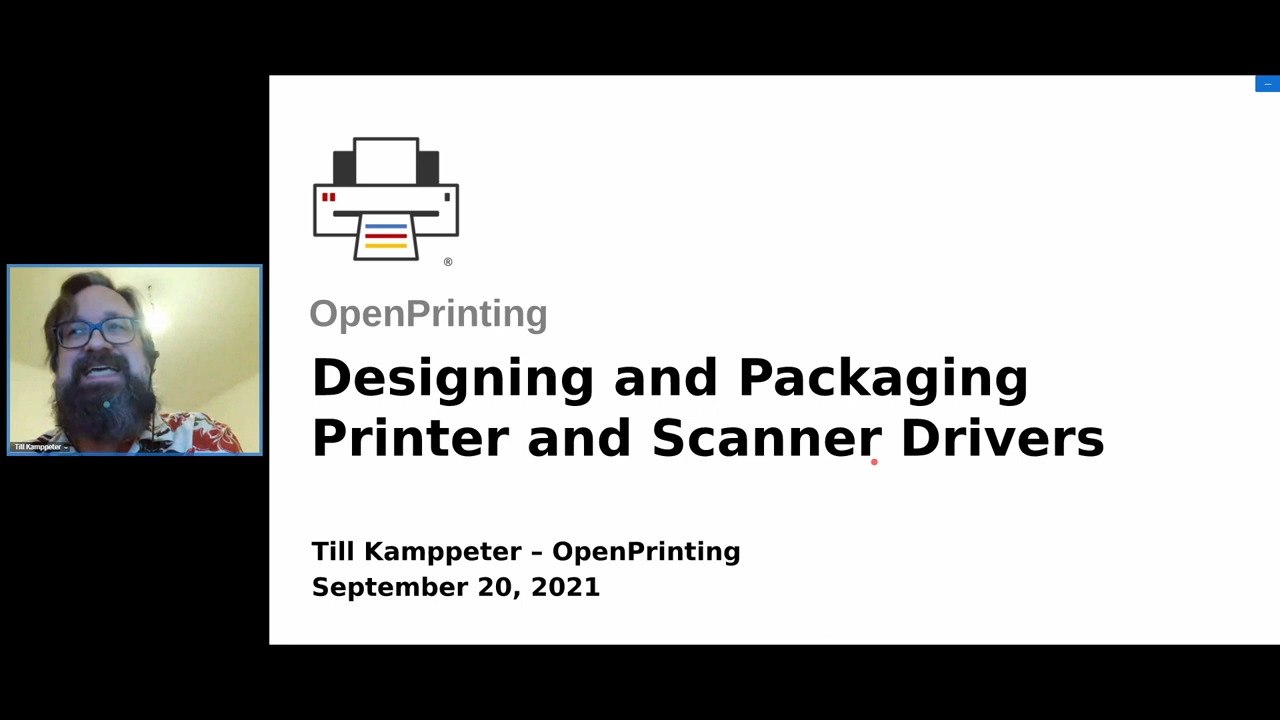 ®
OpenPrinting
Designing and Packaging
Printer and Scanner Drivers
Till Kamppeter – OpenPrinting
September 20, 2021
Till Kamppeter